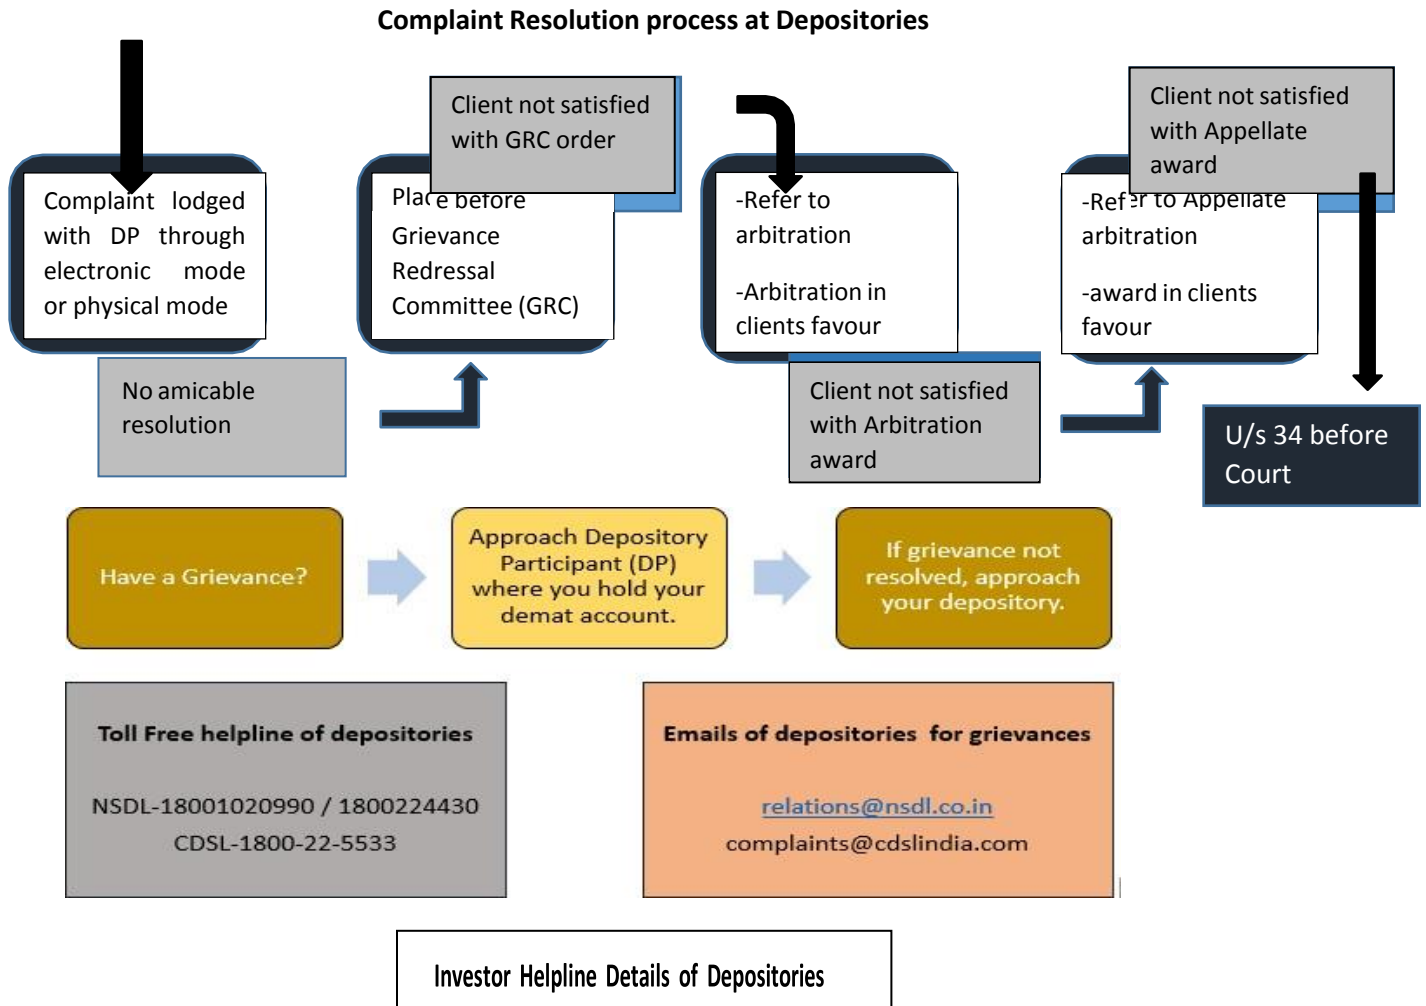 Complaint Resolution process at Depositories
Complaint lodged
with DP through
electronic mode
or physical mode
No amicable
resolution
Place before
Grievance
Redressal
Committee (GRC)
Client not satisfied
with GRC order
-Refer to
arbitration
-Arbitration in
clients favour
Client not satisfied
with Arbitration
award
-Refer to Appellate
arbitration
-award in clients
favour
Client not satisfied
with Appellate
award
U/s 34 before
Court
Have a Grievance?
Approach Depository
Participant (DP)
where you hold your
demat account.
If grievance not
resolved, approach
your depository.
Toll Free helpline of depositories
NSDL-18001020990 / 1800224430
CDSL-1800-22-5533
Emails of depositories for grievances
relations@nsdl.co.in
complaints@cdslindia.com
Investor Helpline Details of Depositories